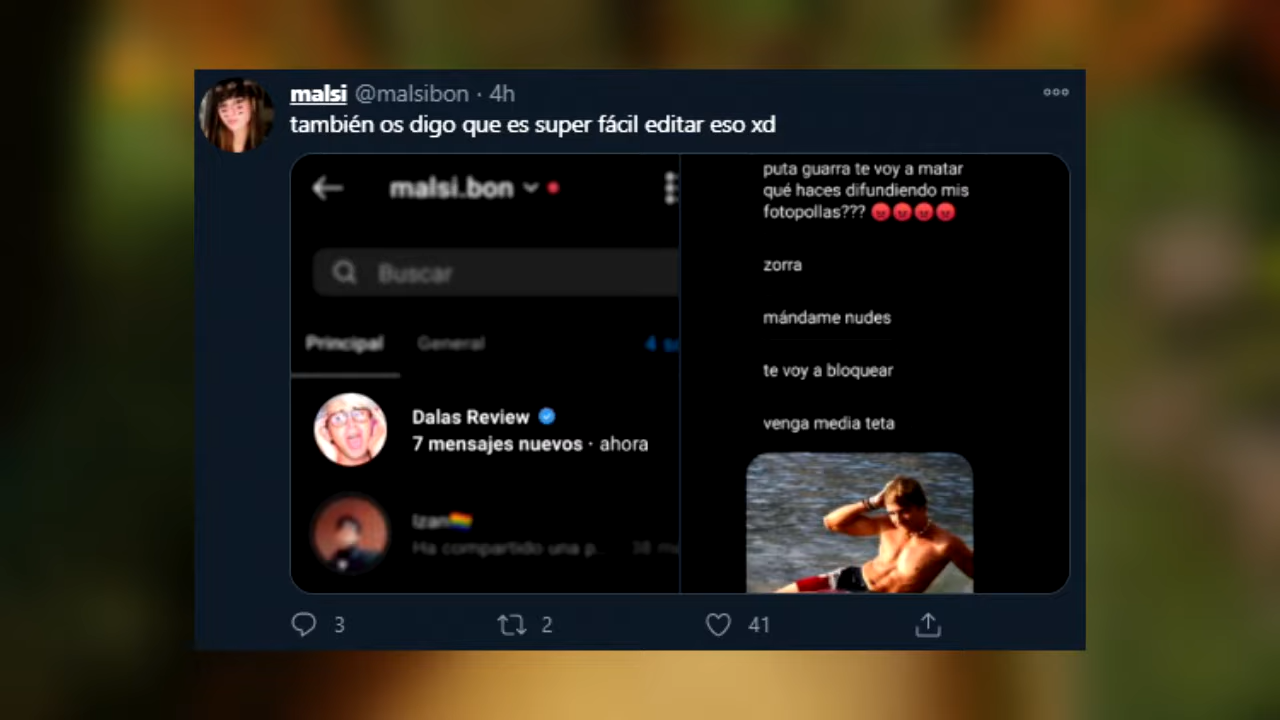 malsi @malsibon · 4h
también os digo que es super fácil editar eso xd
malsi.bon
Buscar
Principal General
Dalas Review
7 mensajes nuevos · ahora
Izan🏳️‍🌈
Ha compartido una p...
puta guarra te voy a matar
qué haces difundiendo mis
fotopollas??? 😡😡😡😡
zorra
mándame nudes
te voy a bloquear
venga media teta
3 2 41